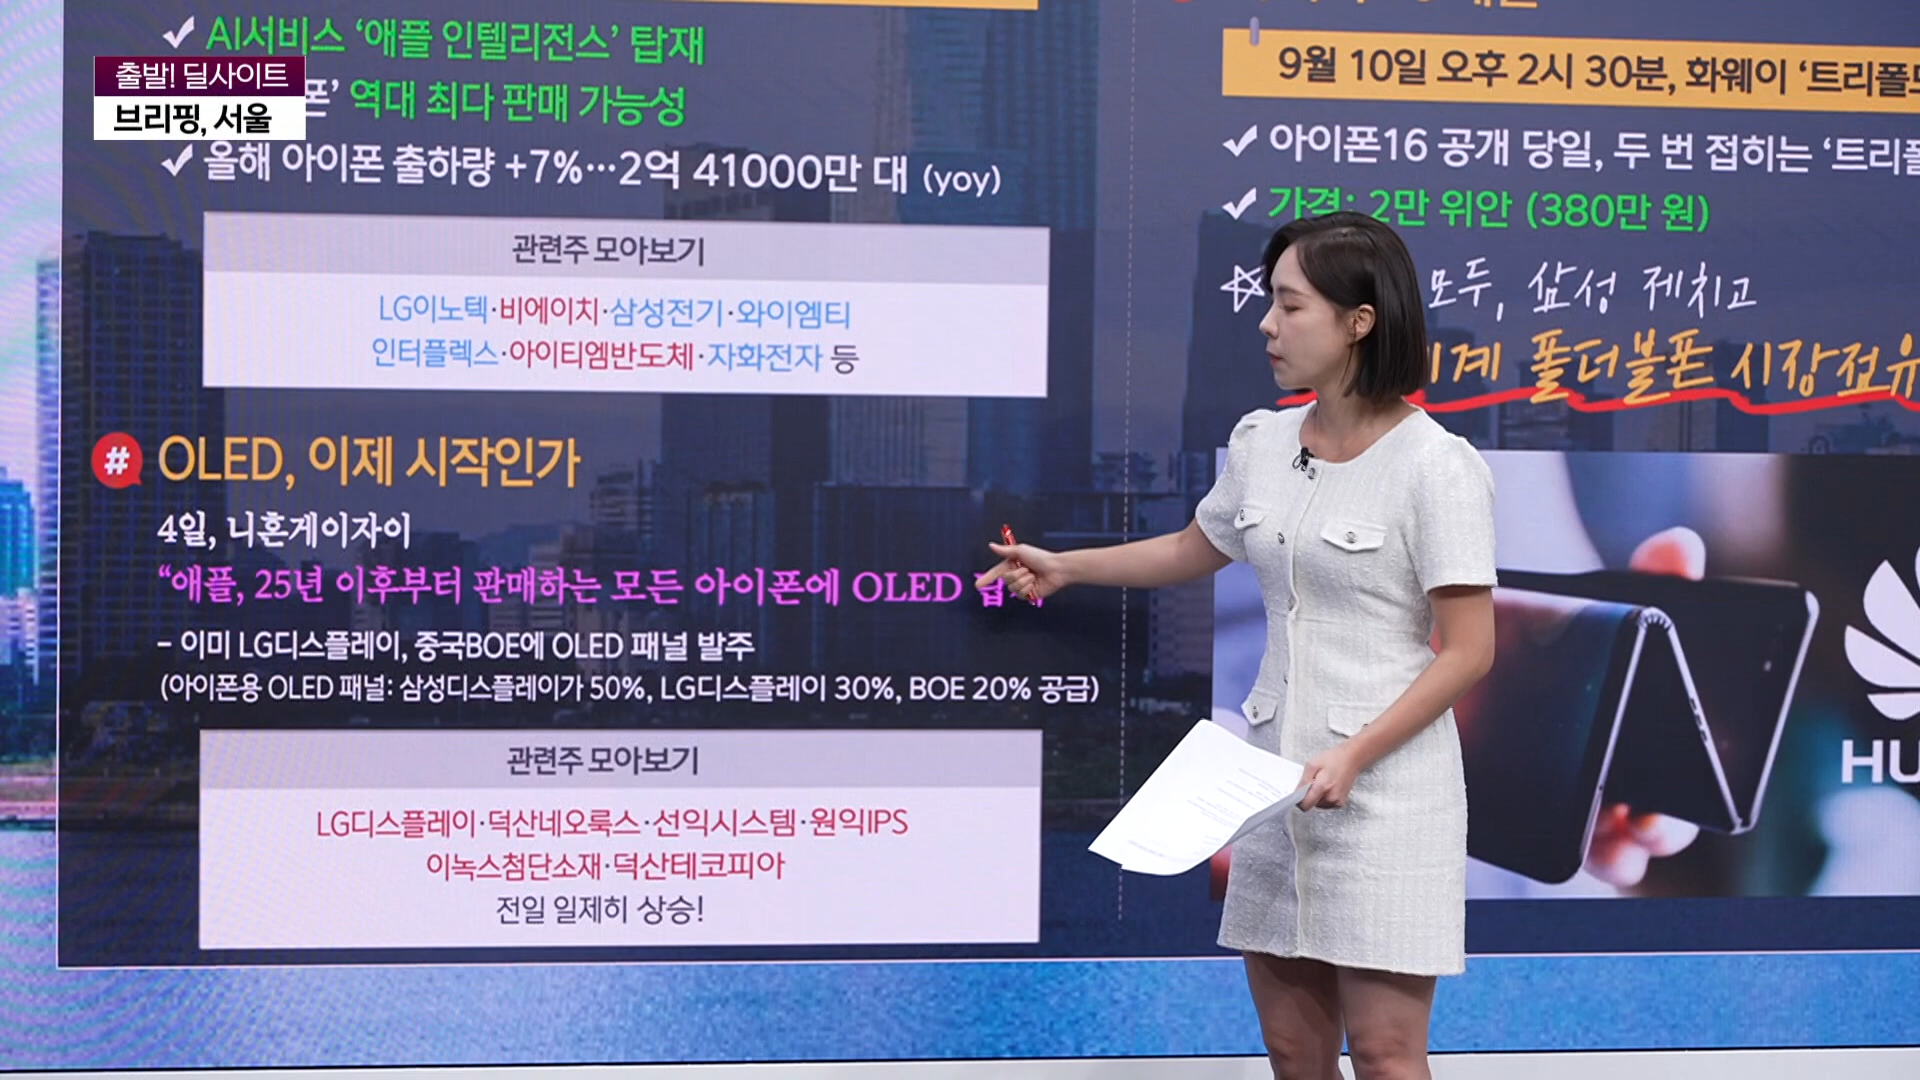 출발! 딜사이트
브리핑, 서울
✓ AI서비스 ‘애플 인텔리전스’ 탑재
폰’ 역대 최다 판매 가능성
✓ 올해 아이폰 출하량 +7%…2억 41000만 대 (yoy)
관련주 모아보기
LG이노텍·비에이치·삼성전기·와이엠티
인터플렉스·아이티엠반도체·자화전자 등
# OLED, 이제 시작인가
4일, 니혼게이자이
“애플, 25년 이후부터 판매하는 모든 아이폰에 OLED
- 이미 LG디스플레이, 중국BOE에 OLED 패널 발주
(아이폰용 OLED 패널: 삼성디스플레이가 50%, LG디스플레이 30%, BOE 20% 공급)
관련주 모아보기
LG디스플레이·덕산네오룩스·선익시스템·원익IPS
이녹스첨단소재·덕산테코피아
전일 일제히 상승!
9월 10일 오후 2시 30분, 화웨이 ‘트리폴드
✓ 아이폰16 공개 당일, 두 번 접히는 ‘트리폴
✓ 가격: 2만 위안 (380만 원)
모두, 삼성 제치고
계 폴더블폰 시장점유
HU